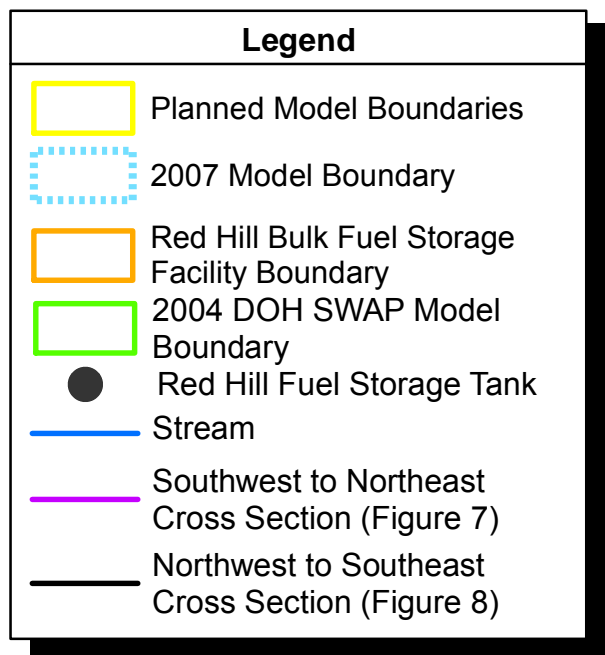 Legend
Planned Model Boundaries
2007 Model Boundary
Red Hill Bulk Fuel Storage
Facility Boundary
2004 DOH SWAP Model
Boundary
Red Hill Fuel Storage Tank
Stream
Southwest to Northeast
Cross Section (Figure 7)
Northwest to Southeast
Cross Section (Figure 8)